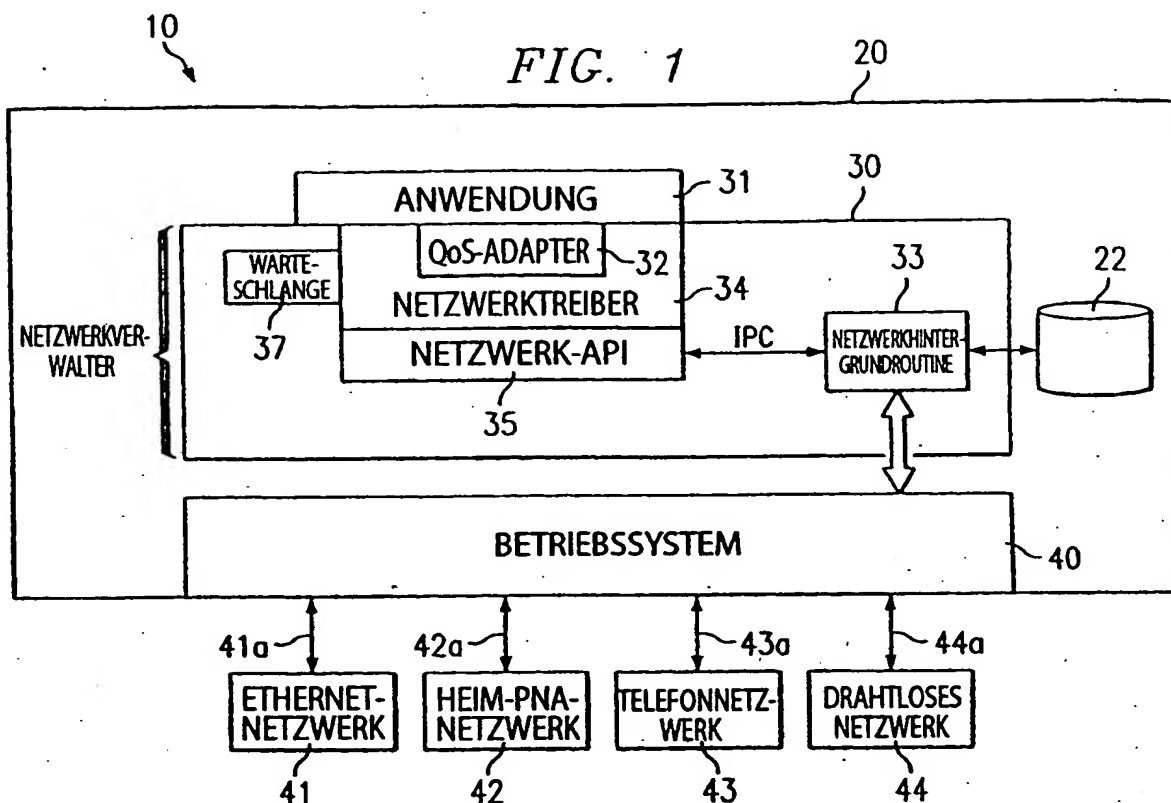 10
FIG. 1
20
ANWENDUNG
31
30
QoS-ADAPTER
32
WARTE-
SCHLANGE
37
NETZWERKTREIBER
34
33
22
NETZWERKVER-
WALTER
NETZWERK-API
35
IPC
NETZWERKHINTER-
GRUNDROUTINE
BETRIEBSSYSTEM
40
41a
42a
43a
44a
ETHERNET-
NETZWERK
HEIM-PNA-
NETZWERK
TELEFONNETZ-
WERK
DRAHTLOSES
NETZWERK
41
42
43
44